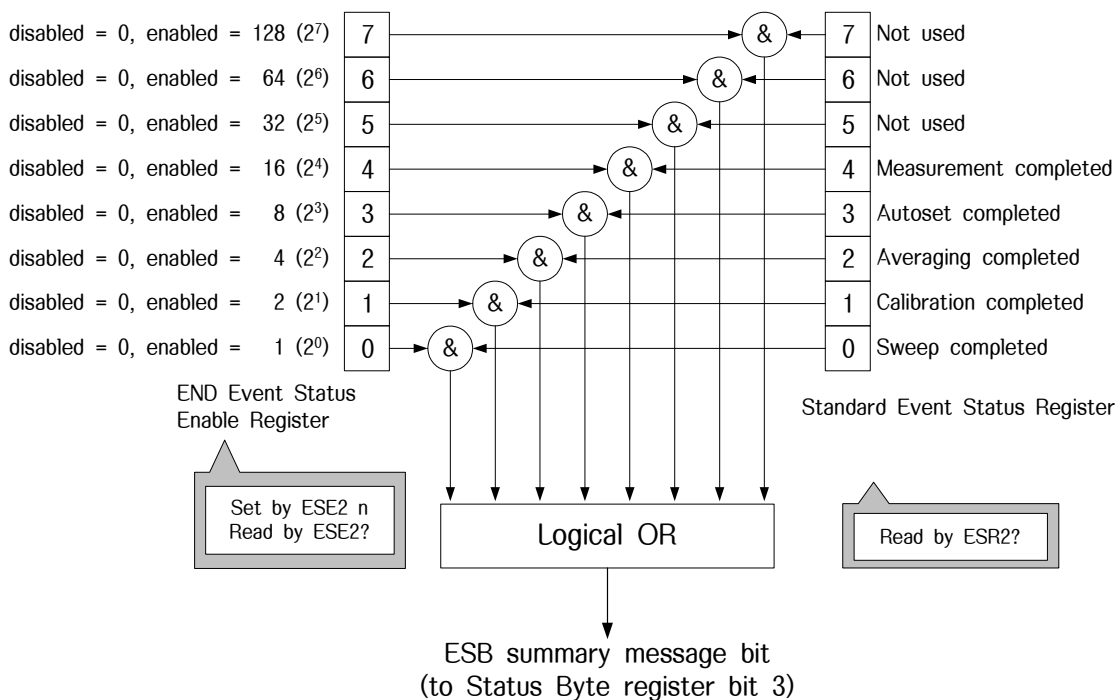 disabled = 0, enabled = 128 (2⁷) 7 & 7 Not used
disabled = 0, enabled = 64 (2⁶) 6 & 6 Not used
disabled = 0, enabled = 32 (2⁵) 5 & 5 Not used
disabled = 0, enabled = 16 (2⁴) 4 & 4 Measurement completed
disabled = 0, enabled = 8 (2³) 3 & 3 Autoset completed
disabled = 0, enabled = 4 (2²) 2 & 2 Averaging completed
disabled = 0, enabled = 2 (2¹) 1 & 1 Calibration completed
disabled = 0, enabled = 1 (2⁰) 0 & 0 Sweep completed
END Event Status
Enable Register
Standard Event Status Register
Set by ESE2 n
Read by ESE2?
Logical OR
Read by ESR2?
ESB summary message bit
(to Status Byte register bit 3)